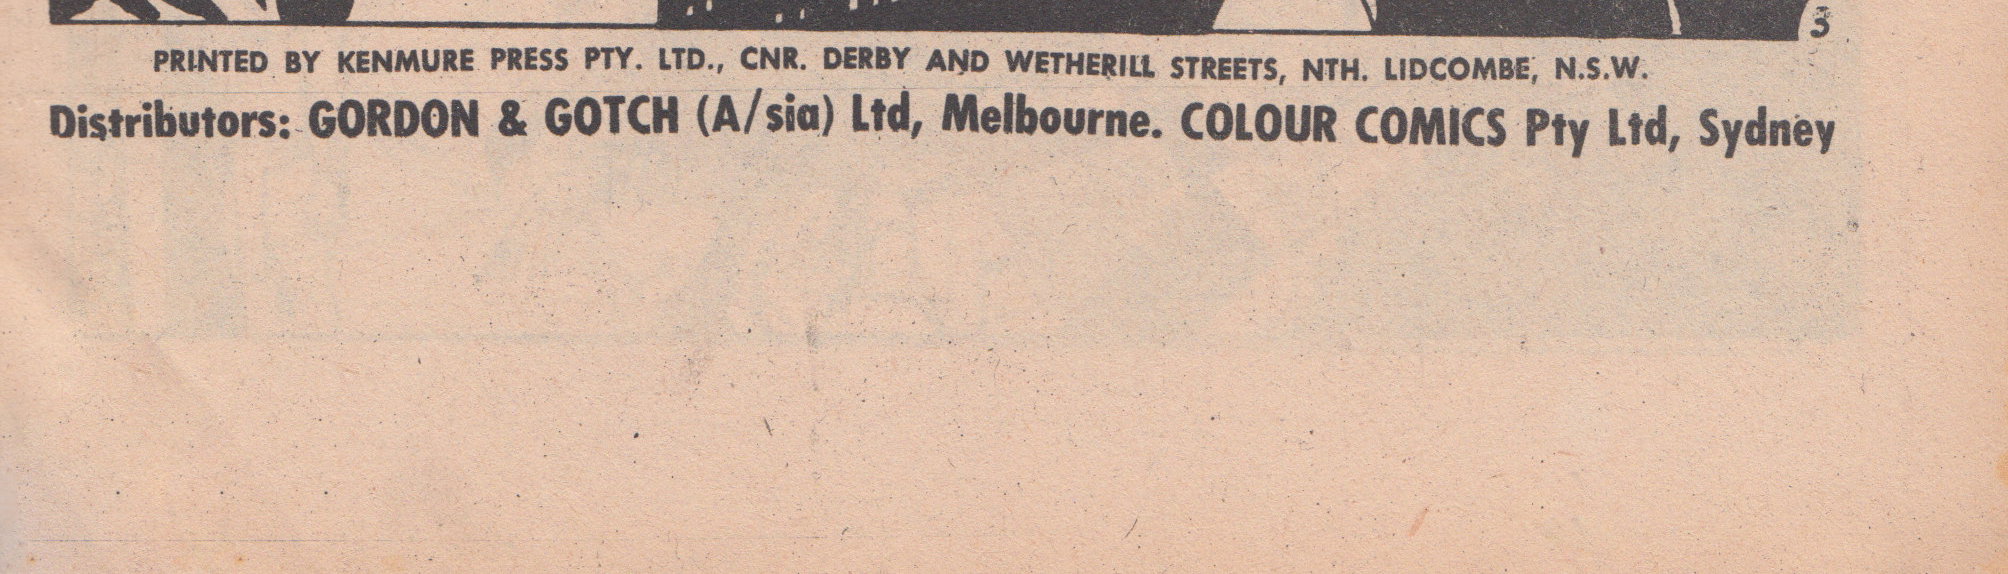 3
PRINTED BY KENMURE PRESS PTY. LTD., CNR. DERBY AND WETHERILL STREETS, NTH. LIDCOMBE, N.S.W.
Distributors: GORDON & GOTCH (A/sia) Ltd, Melbourne. COLOUR COMICS Pty Ltd, Sydney